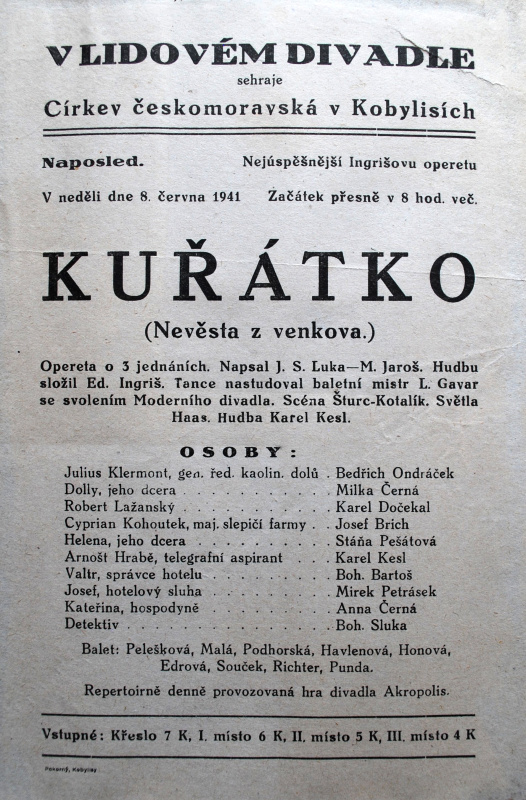 V LIDOVÉM DIVADLE
sehraje
Církev českomoravská v Kobylisích
Naposled. Nejúspěšnější Ingrišovu operetu
V neděli dne 8. června 1941 Začátek přesně v 8 hod. več.
KUŘÁTKO
(Nevěsta z venkova.)
Opereta o 3 jednáních. Napsal J. S. Luka—M. Jaroš. Hudbu
složil Ed. Ingriš. Tance nastudoval baletní mistr L. Gavar
se svolením Moderního divadla. Scéna Šturc-Kotalík. Světla
Haas. Hudba Karel Kesl.
OSOBY:
Julius Klermont, gen. řed. kaolin. dolů . Bedřich Ondráček
Dolly, jeho dcera . . . . . . . . . . Milka Černá
Robert Lažanský . . . . . . . . . . Karel Dočekal
Cyprian Kohoutek, maj. slepičí farmy . . Josef Brich
Helena, jeho dcera . . . . . . . . . Stáňa Pešátová
Arnošt Hrabě, telegrafní aspirant . . . Karel Kesl
Valtr, správce hotelu . . . . . . . . Boh. Bartoš
Josef, hotelový sluha . . . . . . . . Mirek Petrásek
Kateřina, hospodyně . . . . . . . . Anna Černá
Detektiv . . . . . . . . . . . . . Boh. Sluka
Balet: Pelešková, Malá, Podhorská, Havlenová, Honová,
Edrová, Souček, Richter, Punda.
Repertoirně denně provozovaná hra divadla Akropolis.
Vstupné: Křeslo 7 K, I. místo 6 K, II. místo 5 K, III. místo 4 K
Pokorný, Kobylisy